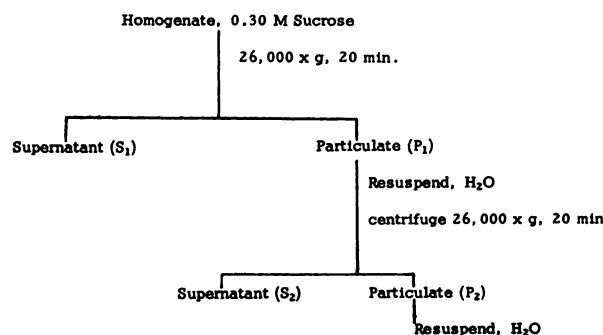 Homogenate, 0.30 M Sucrose
26,000 x g, 20 min.
Supernatant (S₁)
Particulate (P₁)
Resuspend, H₂O
centrifuge 26,000 x g, 20 min
Supernatant (S₂)
Particulate (P₂)
Resuspend, H₂O